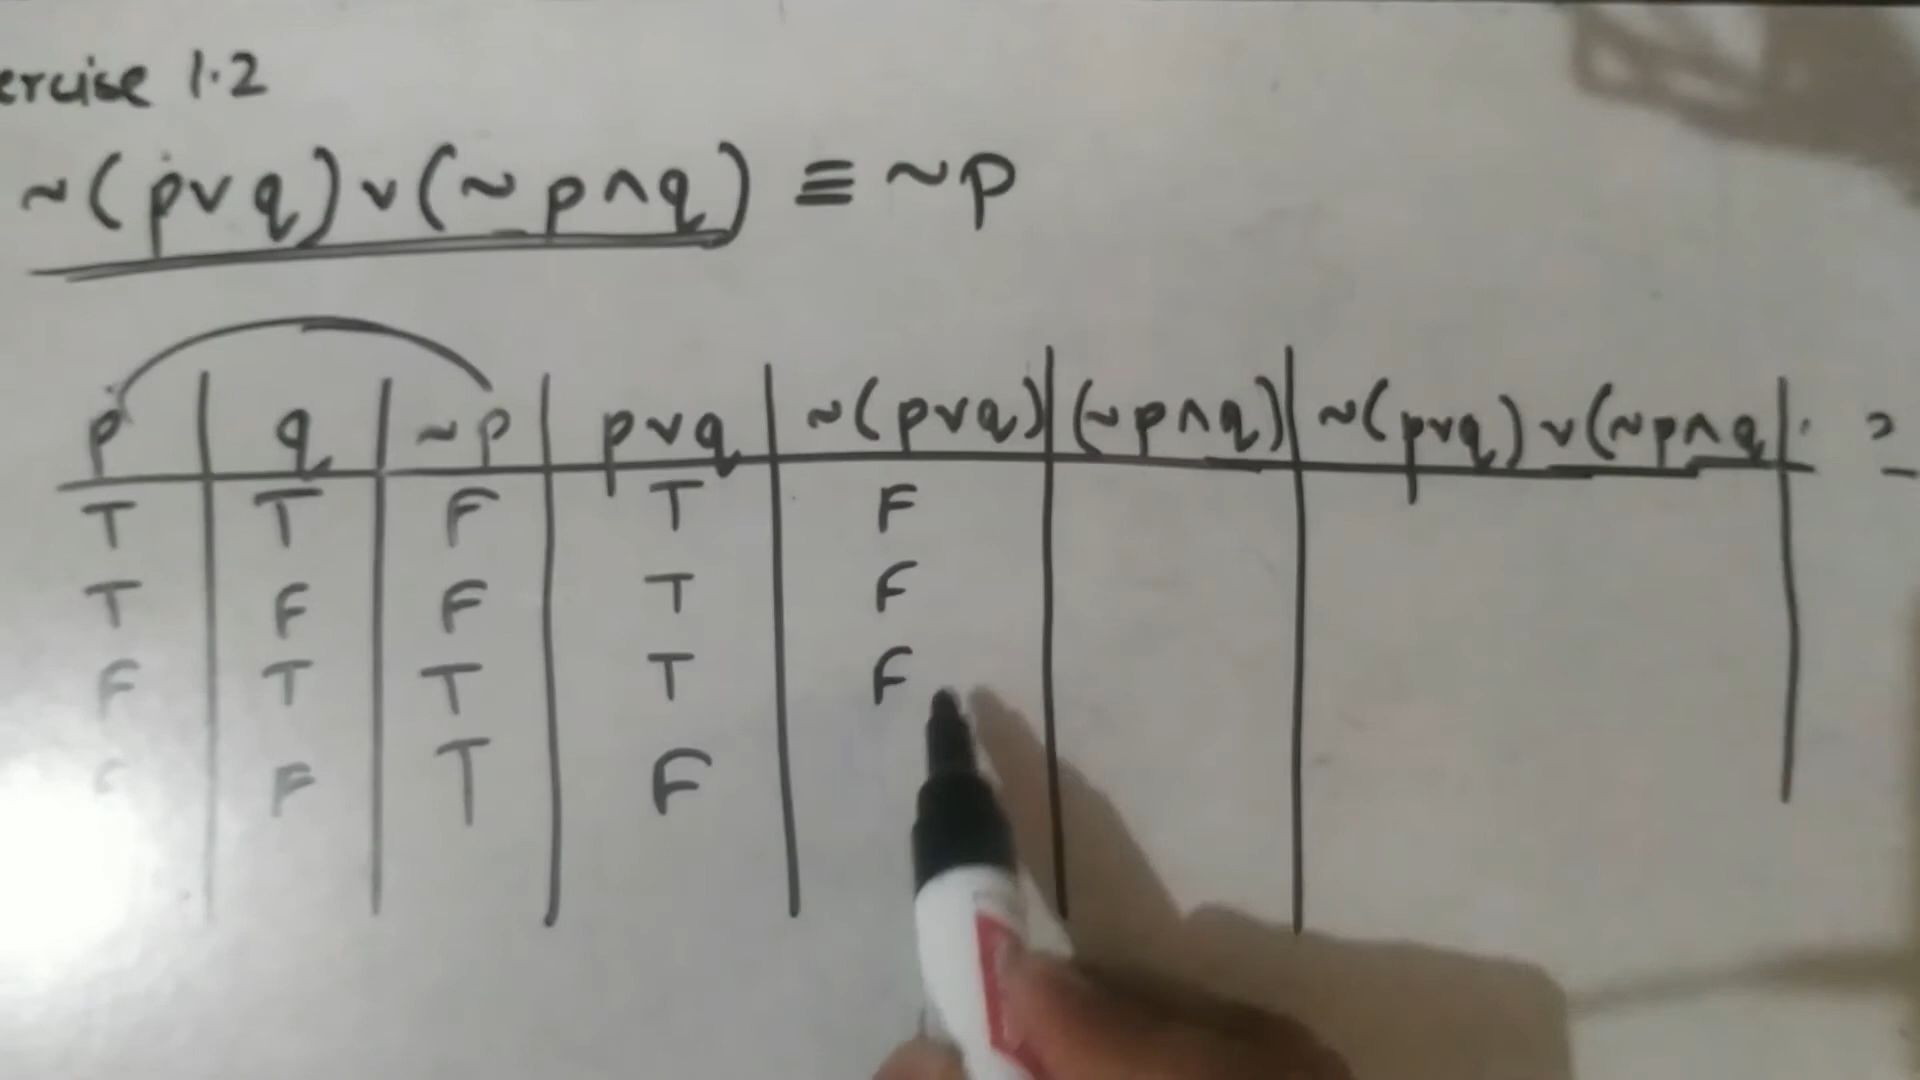 ercise 1.2
~(p∨q)∨(~p∧q) ≡ ~p
p q ~p p∨q ~(p∨q) (~p∧q) ~(p∨q)∨(~p∧q
T T F T F
T F F T F
F T T T F
F T F